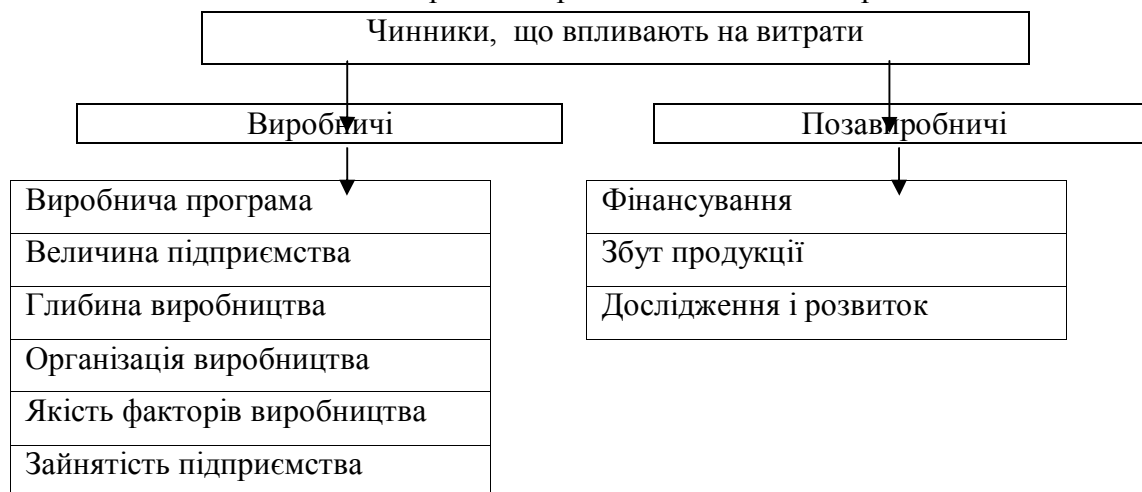 Чинники, що впливають на витрати
Виробничі
Позавиробничі
Виробнича програма
Величина підприємства
Глибина виробництва
Організація виробництва
Якість факторів виробництва
Зайнятість підприємства
Фінансування
Збут продукції
Дослідження і розвиток